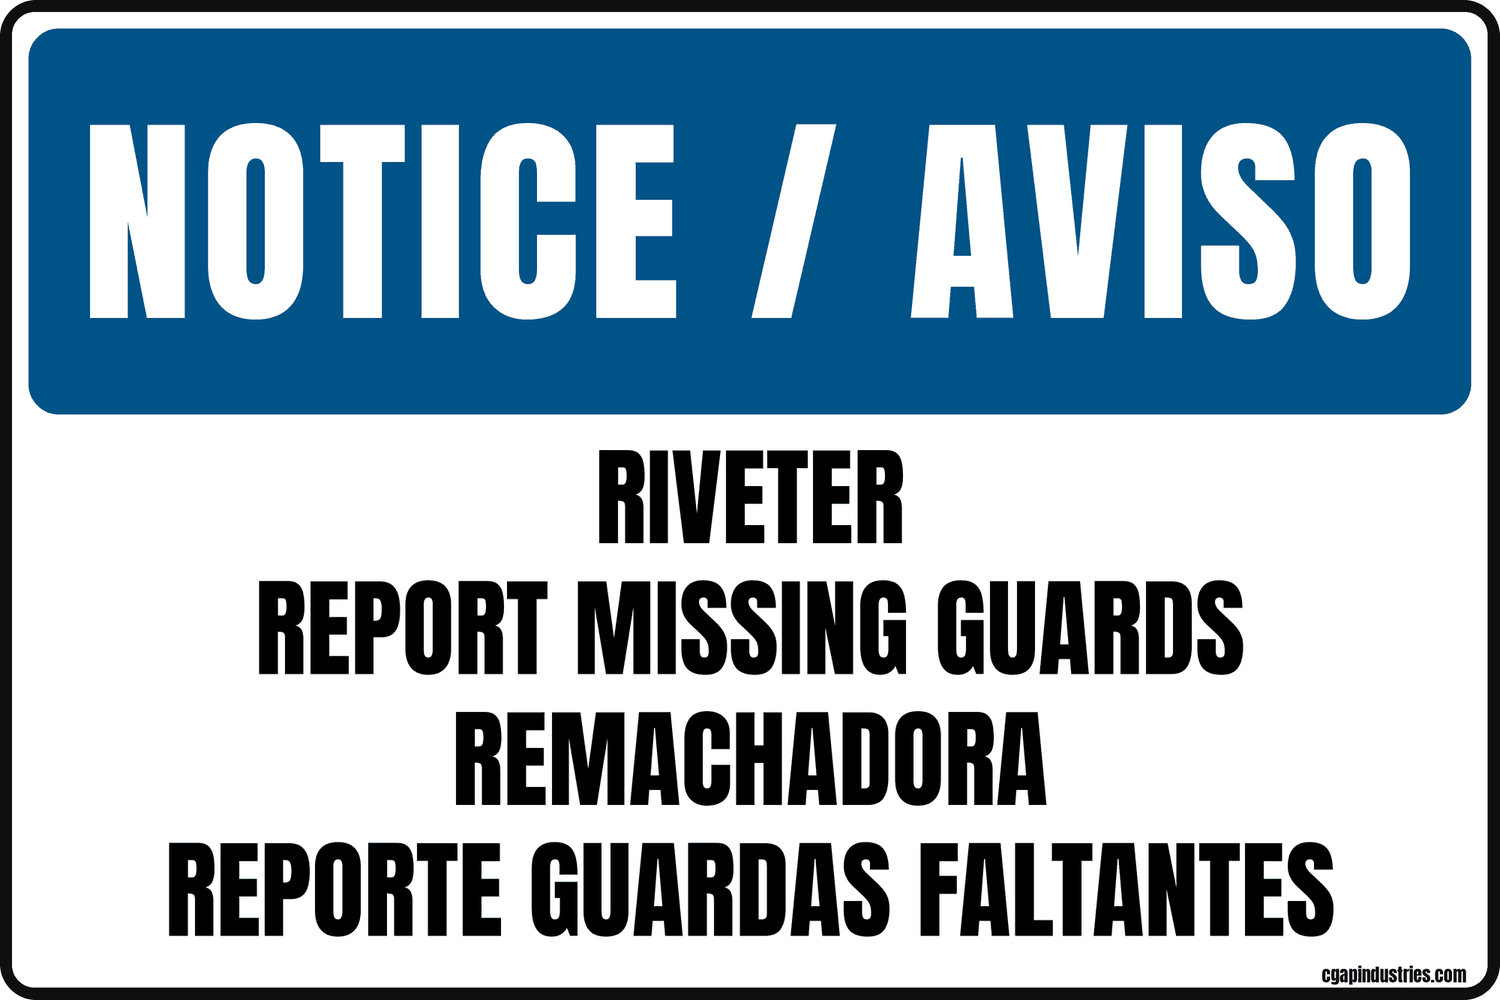 NOTICE / AVISO
RIVETER
REPORT MISSING GUARDS
REMACHADORA
REPORTE GUARDAS FALTANTES
cgapindustries.com